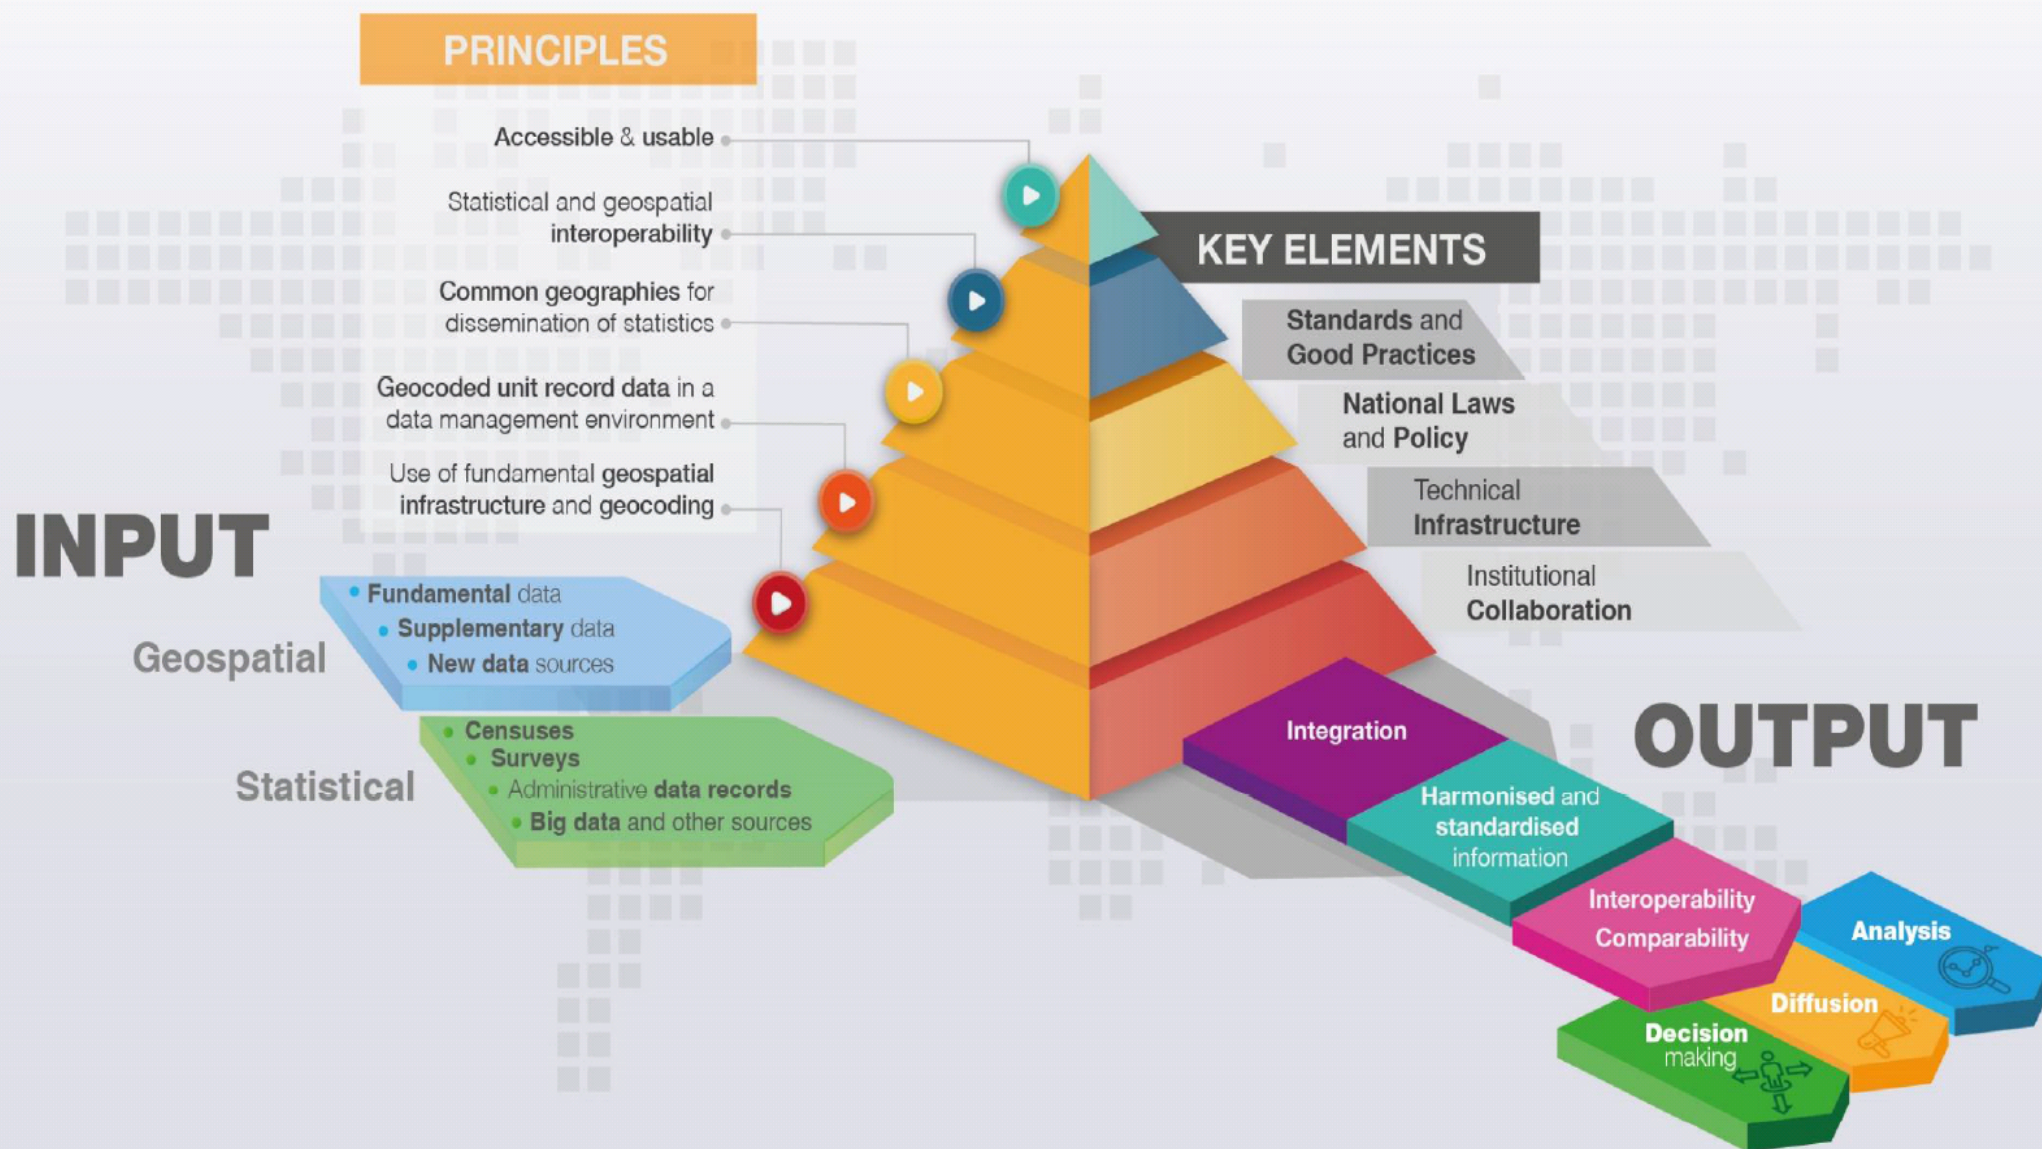 PRINCIPLES
Accessible & usable
Statistical and geospatial
interoperability
Common geographies for
dissemination of statistics
Geocoded unit record data in a
data management environment
Use of fundamental geospatial
infrastructure and geocoding
KEY ELEMENTS
Standards and
Good Practices
National Laws
and Policy
Technical
Infrastructure
Institutional
Collaboration
INPUT
Geospatial
• Fundamental data
• Supplementary data
• New data sources
Statistical
• Censuses
• Surveys
• Administrative data records
• Big data and other sources
OUTPUT
Integration
Harmonised and
standardised
information
Interoperability
Comparability
Analysis
Diffusion
Decision
making